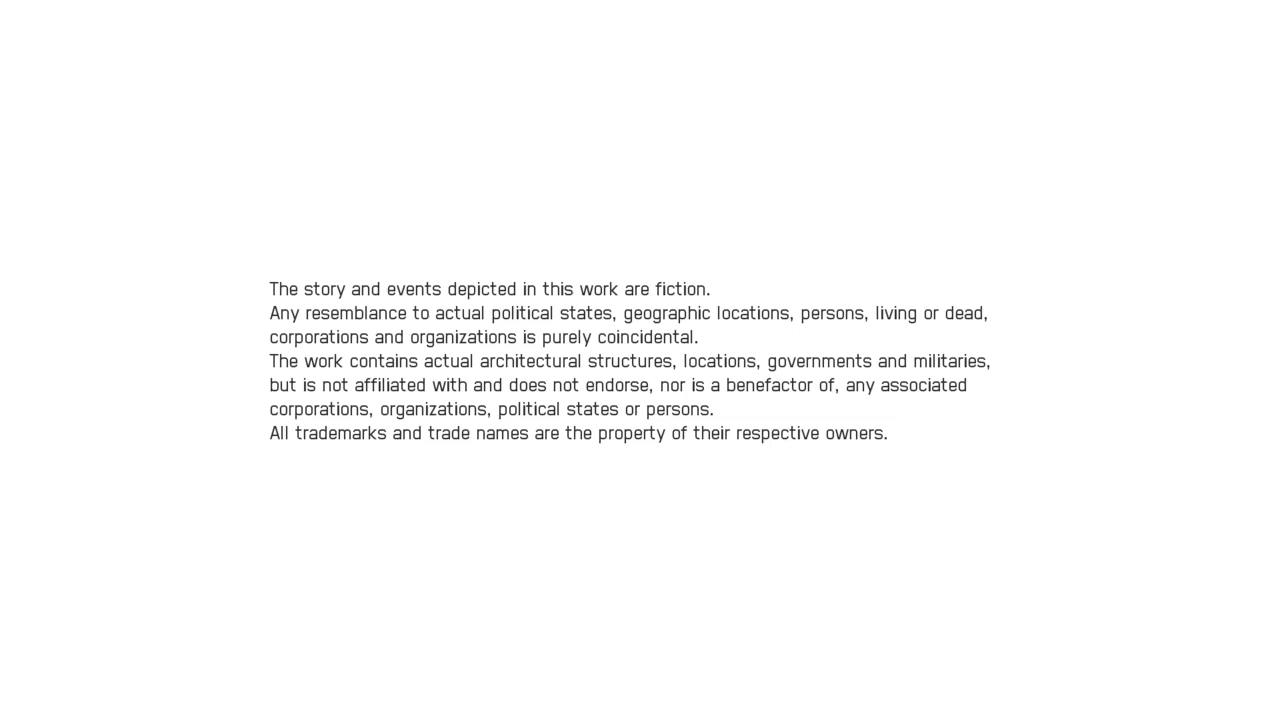 The story and events depicted in this work are fiction.
Any resemblance to actual political states, geographic locations, persons, living or dead,
corporations and organizations is purely coincidental.
The work contains actual architectural structures, locations, governments and militaries,
but is not affiliated with and does not endorse, nor is a benefactor of, any associated
corporations, organizations, political states or persons.
All trademarks and trade names are the property of their respective owners.